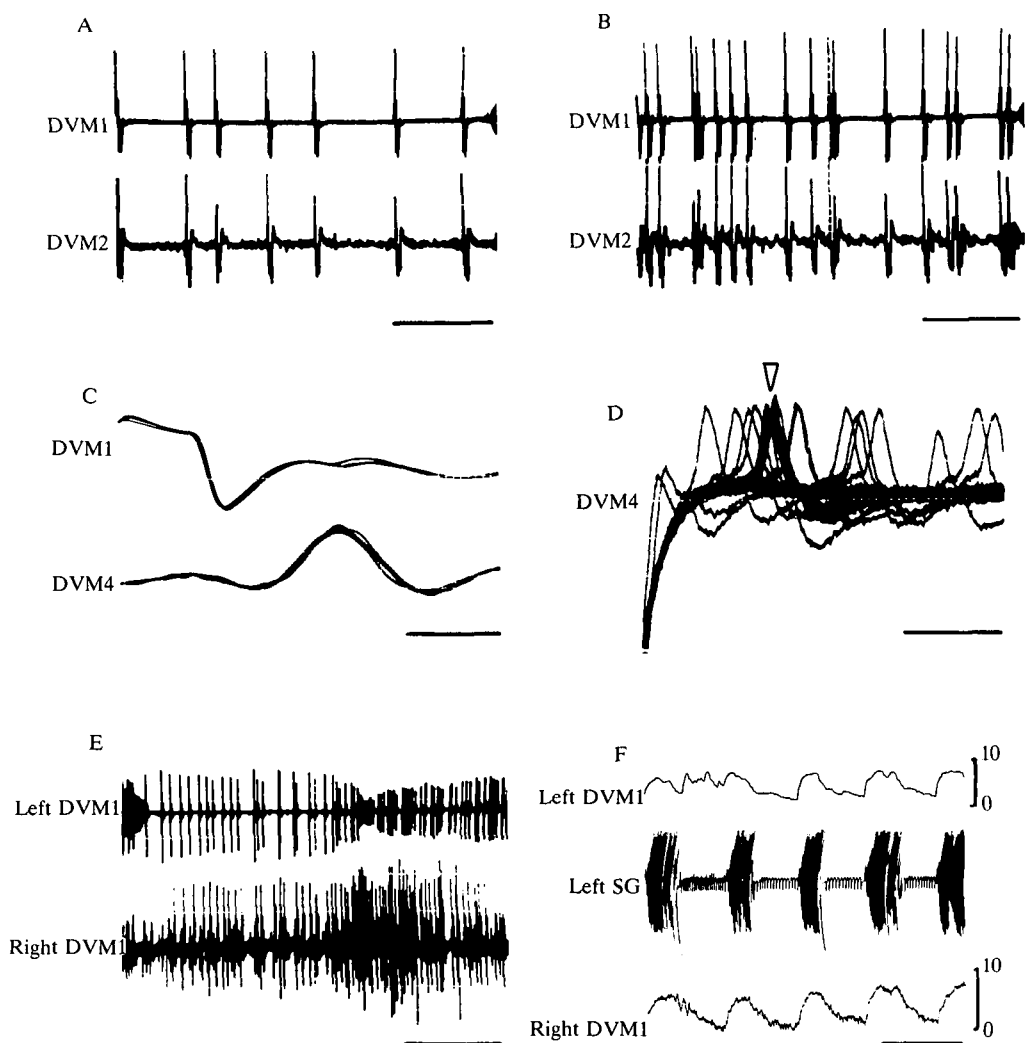 A
DVM1
DVM2
B
DVM1
DVM2
C
DVM1
DVM4
D
DVM4
E
Left DVM1
Right DVM1
F
Left DVM1
10
0
Left SG
Right DVM1
10
0